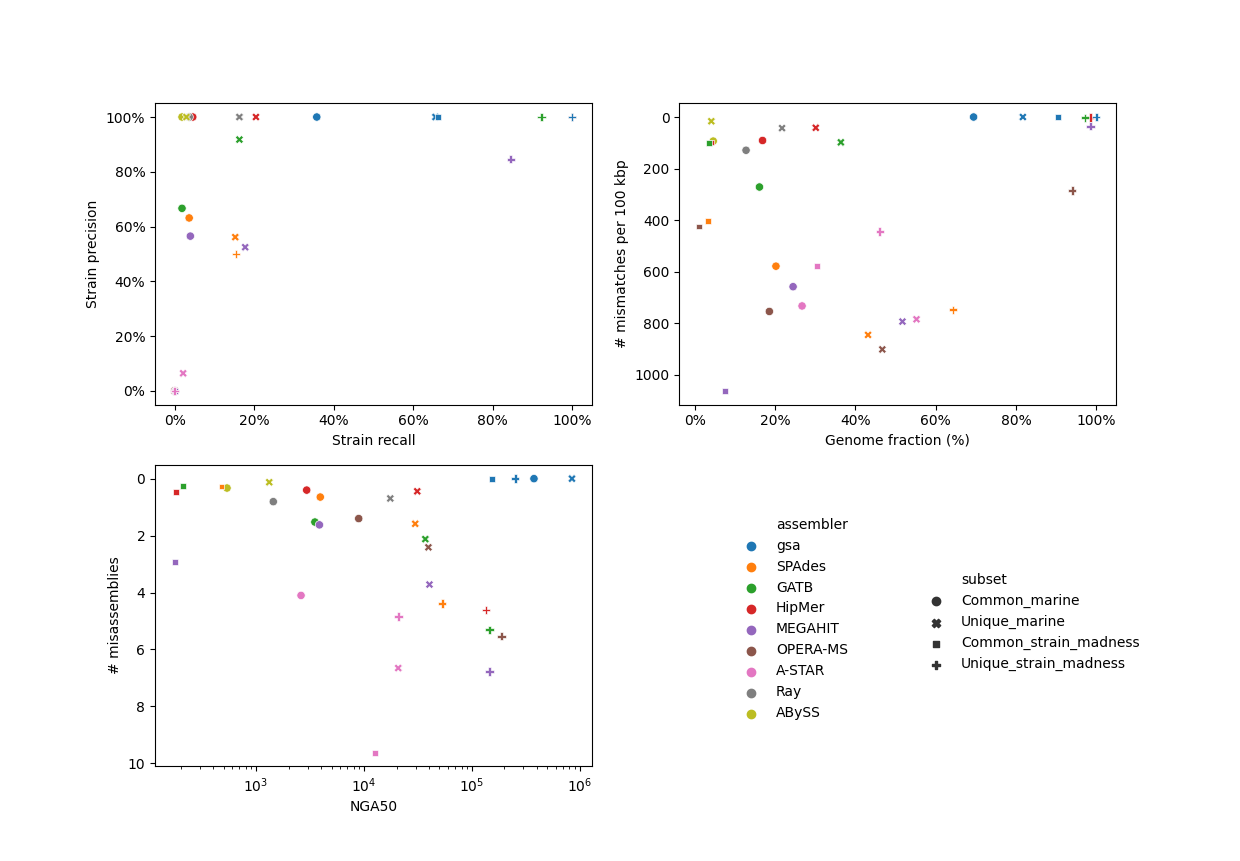 100%
80%
60%
40%
20%
0%
Strain precision
0%
20%
40%
60%
80%
100%
Strain recall
0
200
400
600
800
1000
# mismatches per 100 kbp
0%
20%
40%
60%
80%
100%
Genome fraction (%)
0
2
4
6
8
10
# misassemblies
10³
10⁴
10⁵
10⁶
NGA50
assembler
gsa
SPAdes
GATB
HipMer
MEGAHIT
OPERA-MS
A-STAR
Ray
ABySS
subset
Common_marine
Unique_marine
Common_strain_madness
Unique_strain_madness